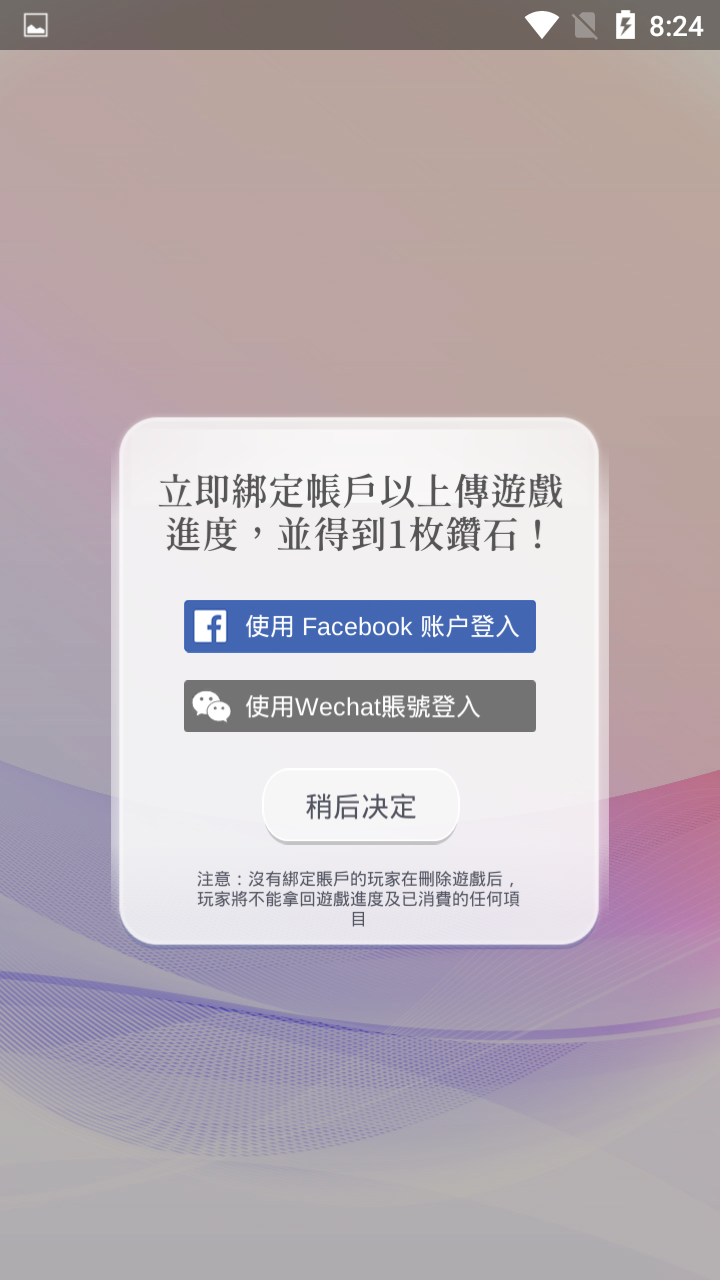 8:24
立即綁定帳戶以上傳遊戲
進度，並得到1枚鑽石！
使用 Facebook 账户登入
使用Wechat賬號登入
稍后决定
注意：沒有綁定賬戶的玩家在刪除遊戲后，
玩家將不能拿回遊戲進度及已消費的任何項
目